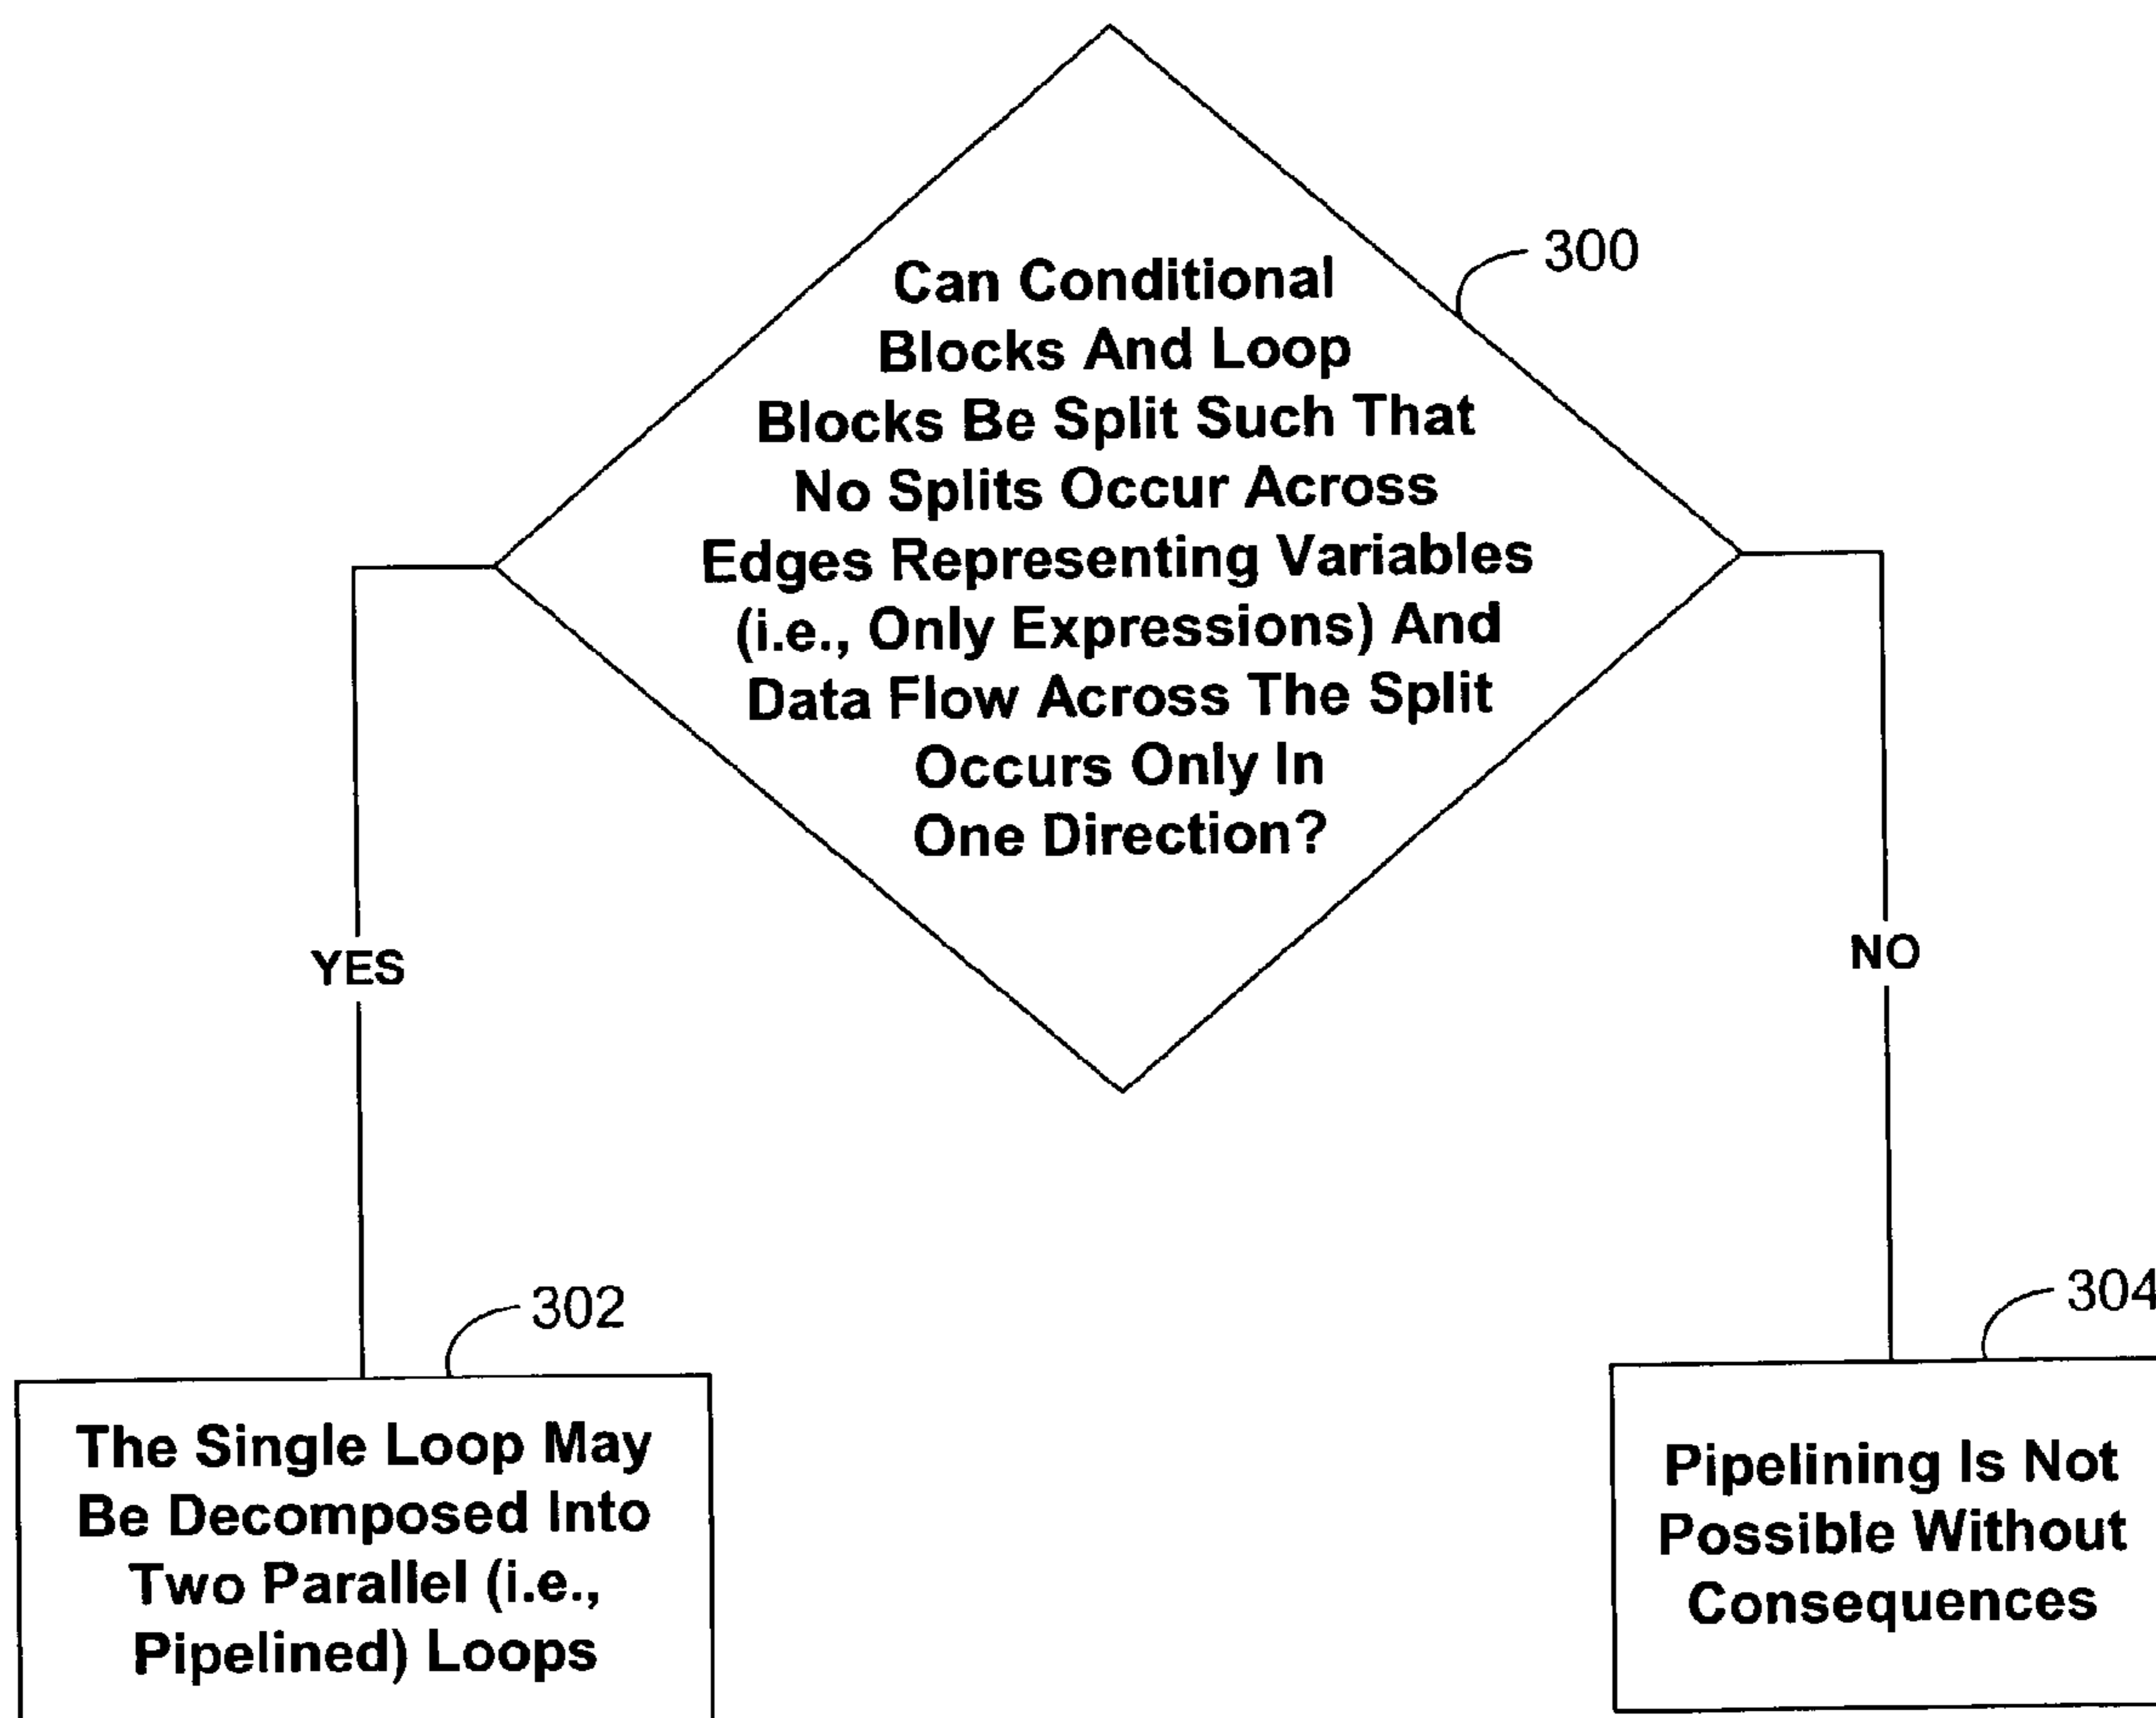 300
Can Conditional
Blocks And Loop
Blocks Be Split Such That
No Splits Occur Across
Edges Representing Variables
(i.e., Only Expressions) And
Data Flow Across The Split
Occurs Only In
One Direction?
YES
NO
302
The Single Loop May
Be Decomposed Into
Two Parallel (i.e.,
Pipelined) Loops
304
Pipelining Is Not
Possible Without
Consequences